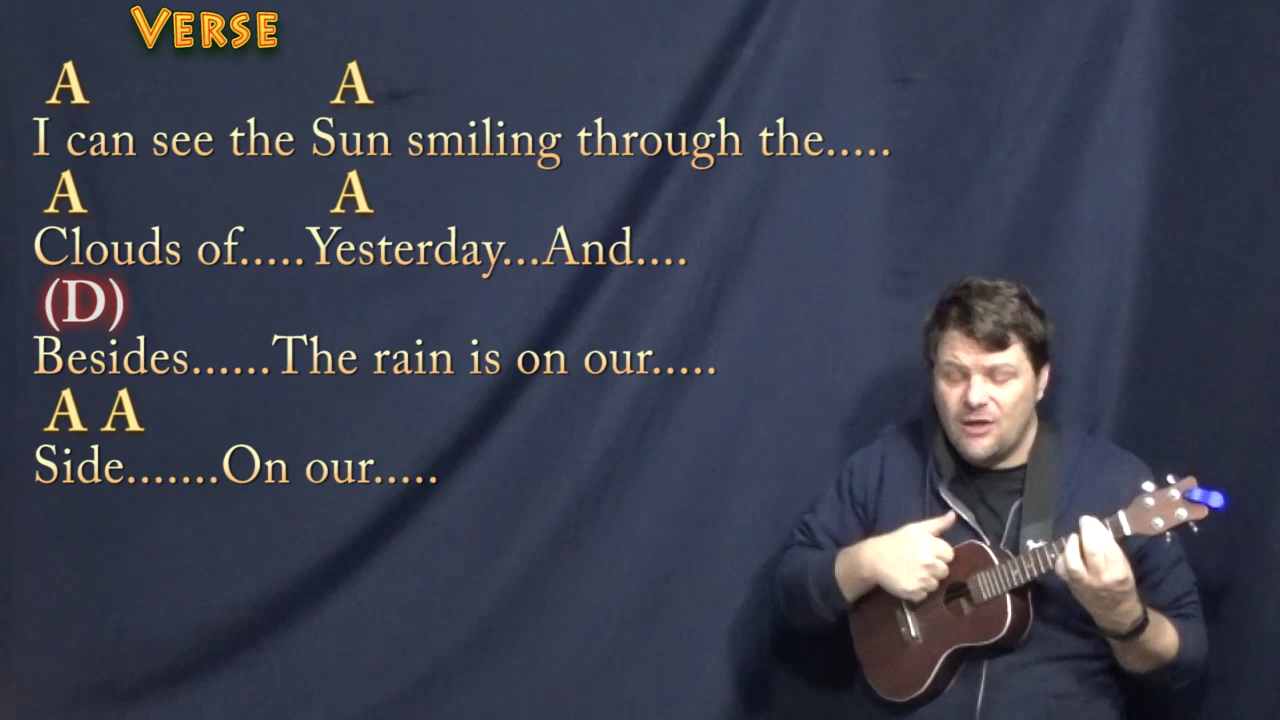 VERSE
A A
I can see the Sun smiling through the.....
A A
Clouds of.....Yesterday...And....
(D)
Besides......The rain is on our.....
A A
Side.......On our.....